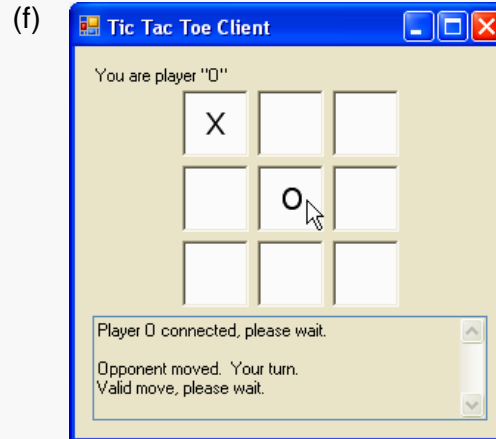 (f)
Tic Tac Toe Client
You are player "O"
X
O
Player O connected, please wait.
Opponent moved. Your turn.
Valid move, please wait.